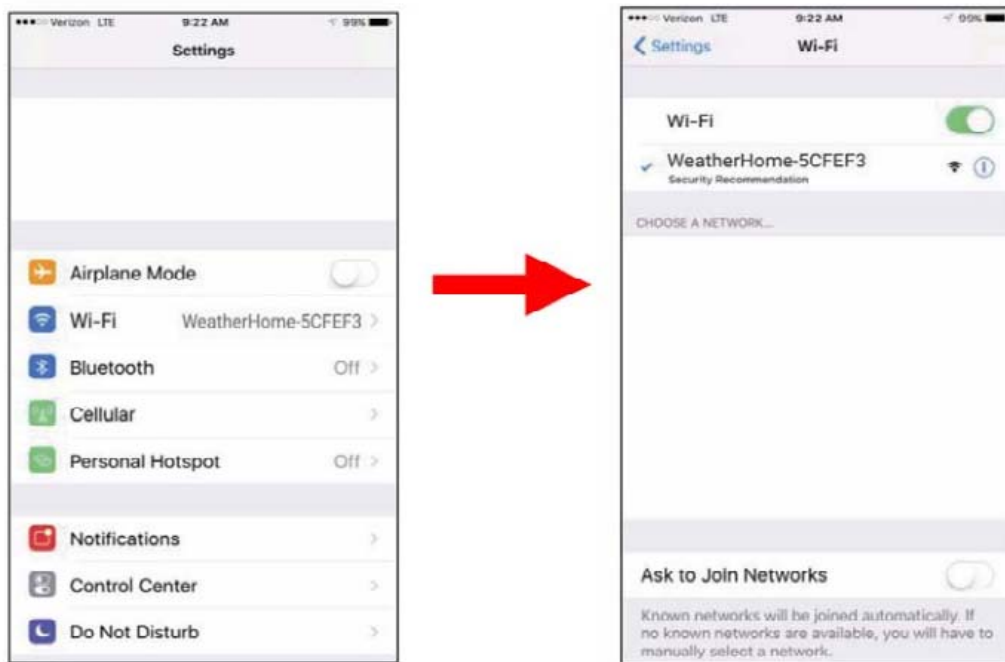 Verizon LTE 9:22 AM 99%
Settings
Airplane Mode
Wi-Fi WeatherHome-5CFEF3
Bluetooth Off
Cellular
Personal Hotspot Off
Notifications
Control Center
Do Not Disturb
Verizon LTE 9:22 AM 99%
Settings Wi-Fi
Wi-Fi
WeatherHome-5CFEF3
Security Recommendation
CHOOSE A NETWORK...
Ask to Join Networks
Known networks will be joined automatically. If
no known networks are available, you will have to
manually select a network.